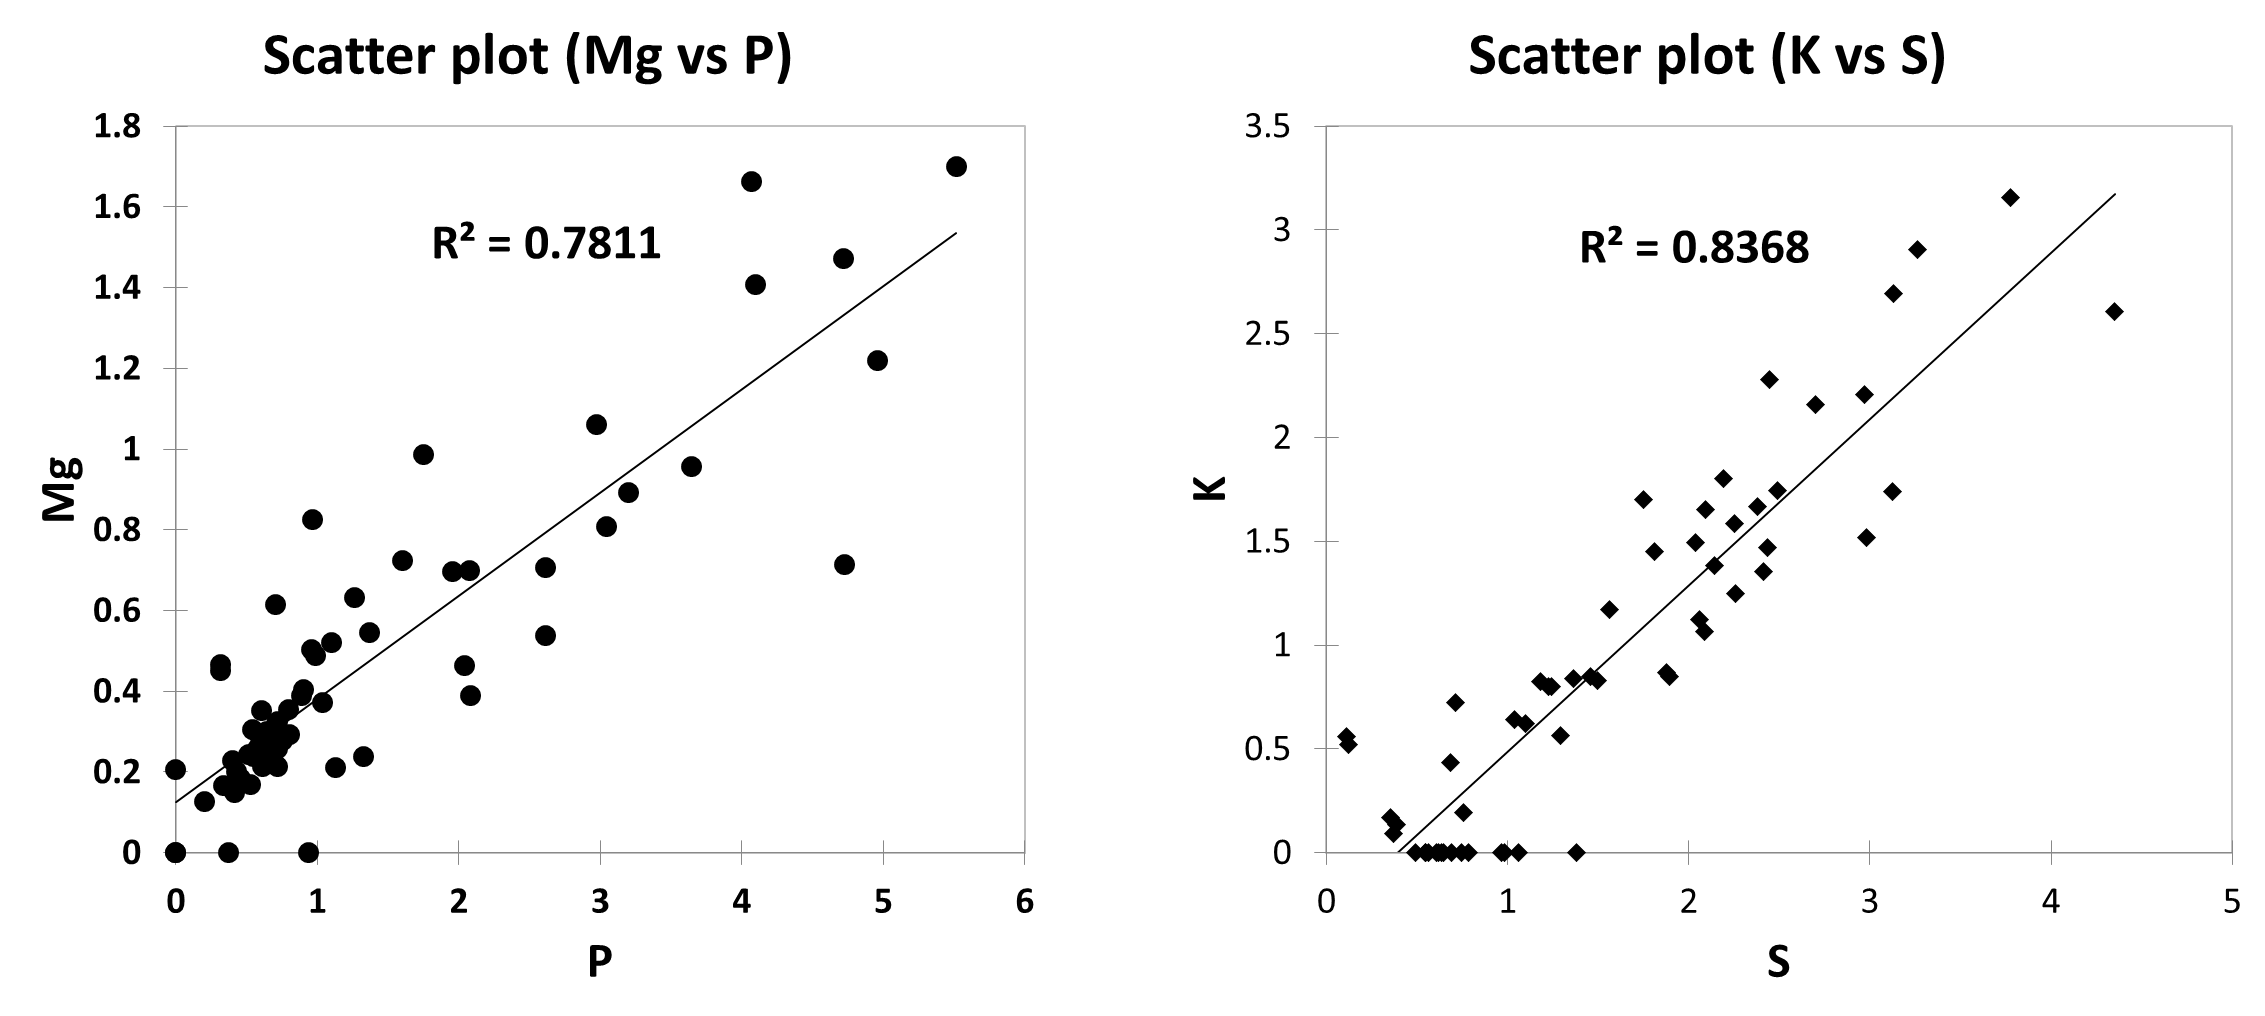 Scatter plot (Mg vs P)
1.8
1.6
1.4
1.2
1
0.8
0.6
0.4
0.2
0
Mg
R² = 0.7811
0 1 2 3 4 5 6
P
Scatter plot (K vs S)
3.5
3
2.5
2
1.5
1
0.5
0
K
R² = 0.8368
0 1 2 3 4 5
S